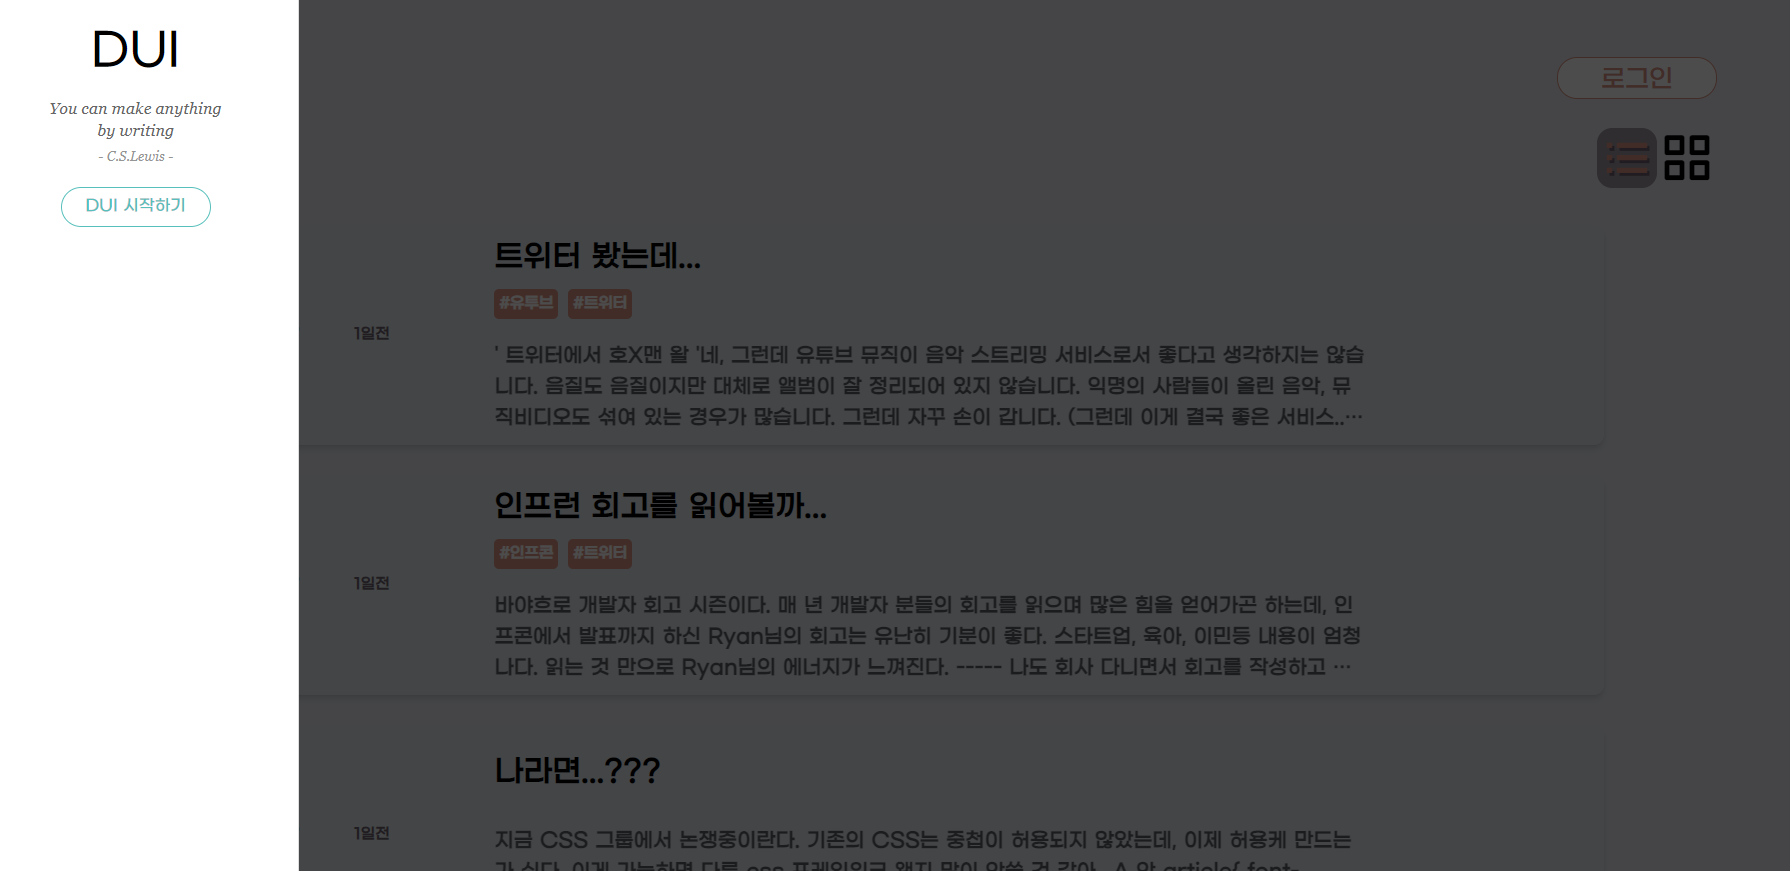 DUI
You can make anything
by writing
- C.S.Lewis -
DUI 시작하기
로그인
트위터 봤는데...
#유투브 #트위터
1일전
' 트위터에서 호X맨 왈 '네, 그런데 유튜브 뮤직이 음악 스트리밍 서비스로서 좋다고 생각하지는 않습
니다. 음질도 음질이지만 대체로 앨범이 잘 정리되어 있지 않습니다. 익명의 사람들이 올린 음악, 뮤
직비디오도 섞여 있는 경우가 많습니다. 그런데 자꾸 손이 갑니다. (그런데 이게 결국 좋은 서비스..…
인프런 회고를 읽어볼까...
#인프콘 #트위터
1일전
바야흐로 개발자 회고 시즌이다. 매 년 개발자 분들의 회고를 읽으며 많은 힘을 얻어가곤 하는데, 인
프콘에서 발표까지 하신 Ryan님의 회고는 유난히 기분이 좋다. 스타트업, 육아, 이민등 내용이 엄청
나다. 읽는 것 만으로 Ryan님의 에너지가 느껴진다. ----- 나도 회사 다니면서 회고를 작성하고 …
나라면...???
1일전
지금 CSS 그룹에서 논쟁중이란다. 기존의 CSS는 중첩이 허용되지 않았는데, 이제 허용케 만드는